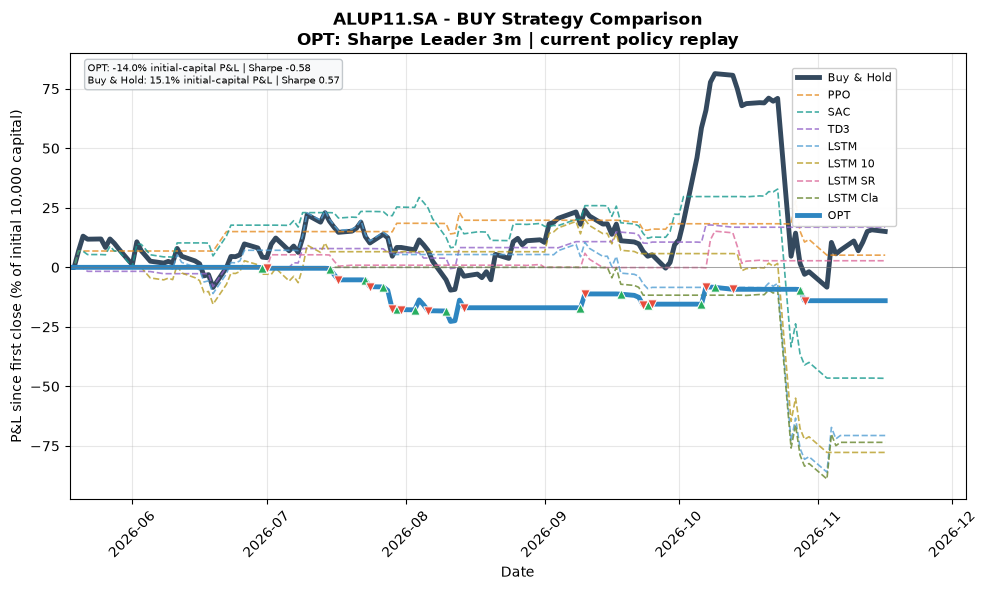 ALUP11.SA - BUY Strategy Comparison
OPT: Sharpe Leader 3m | current policy replay
OPT: -14.0% initial-capital P&L | Sharpe -0.58
Buy & Hold: 15.1% initial-capital P&L | Sharpe 0.57
Buy & Hold
PPO
SAC
TD3
LSTM
LSTM 10
LSTM SR
LSTM Cla
OPT
P&L since first close (% of initial 10,000 capital)
75
50
25
0
−25
−50
−75
2026-06
2026-07
2026-08
2026-09
2026-10
2026-11
2026-12
Date